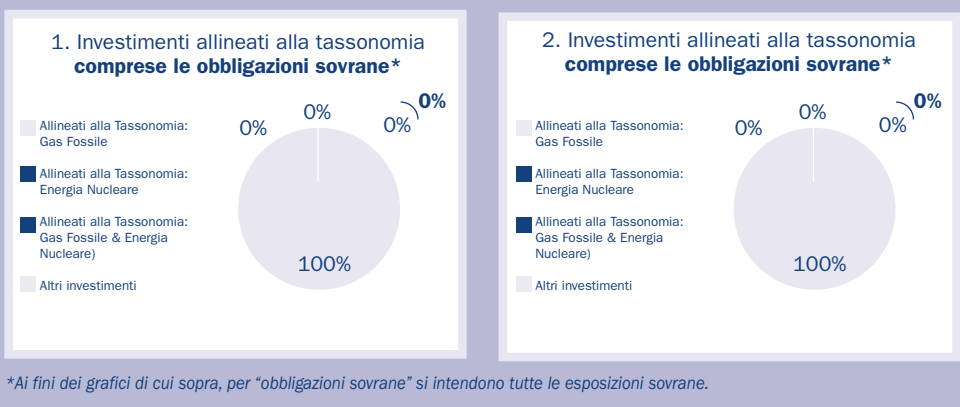 1. Investimenti allineati alla tassonomia
comprese le obbligazioni sovrane*
0%
0%
0%
0%
Allineati alla Tassonomia:
Gas Fossile
Allineati alla Tassonomia:
Energia Nucleare
Allineati alla Tassonomia:
Gas Fossile & Energia
Nucleare)
Altri investimenti
100%
2. Investimenti allineati alla tassonomia
comprese le obbligazioni sovrane*
0%
0%
0%
0%
Allineati alla Tassonomia:
Gas Fossile
Allineati alla Tassonomia:
Energia Nucleare
Allineati alla Tassonomia:
Gas Fossile & Energia
Nucleare)
Altri investimenti
100%
*Ai fini dei grafici di cui sopra, per “obbligazioni sovrane” si intendono tutte le esposizioni sovrane.